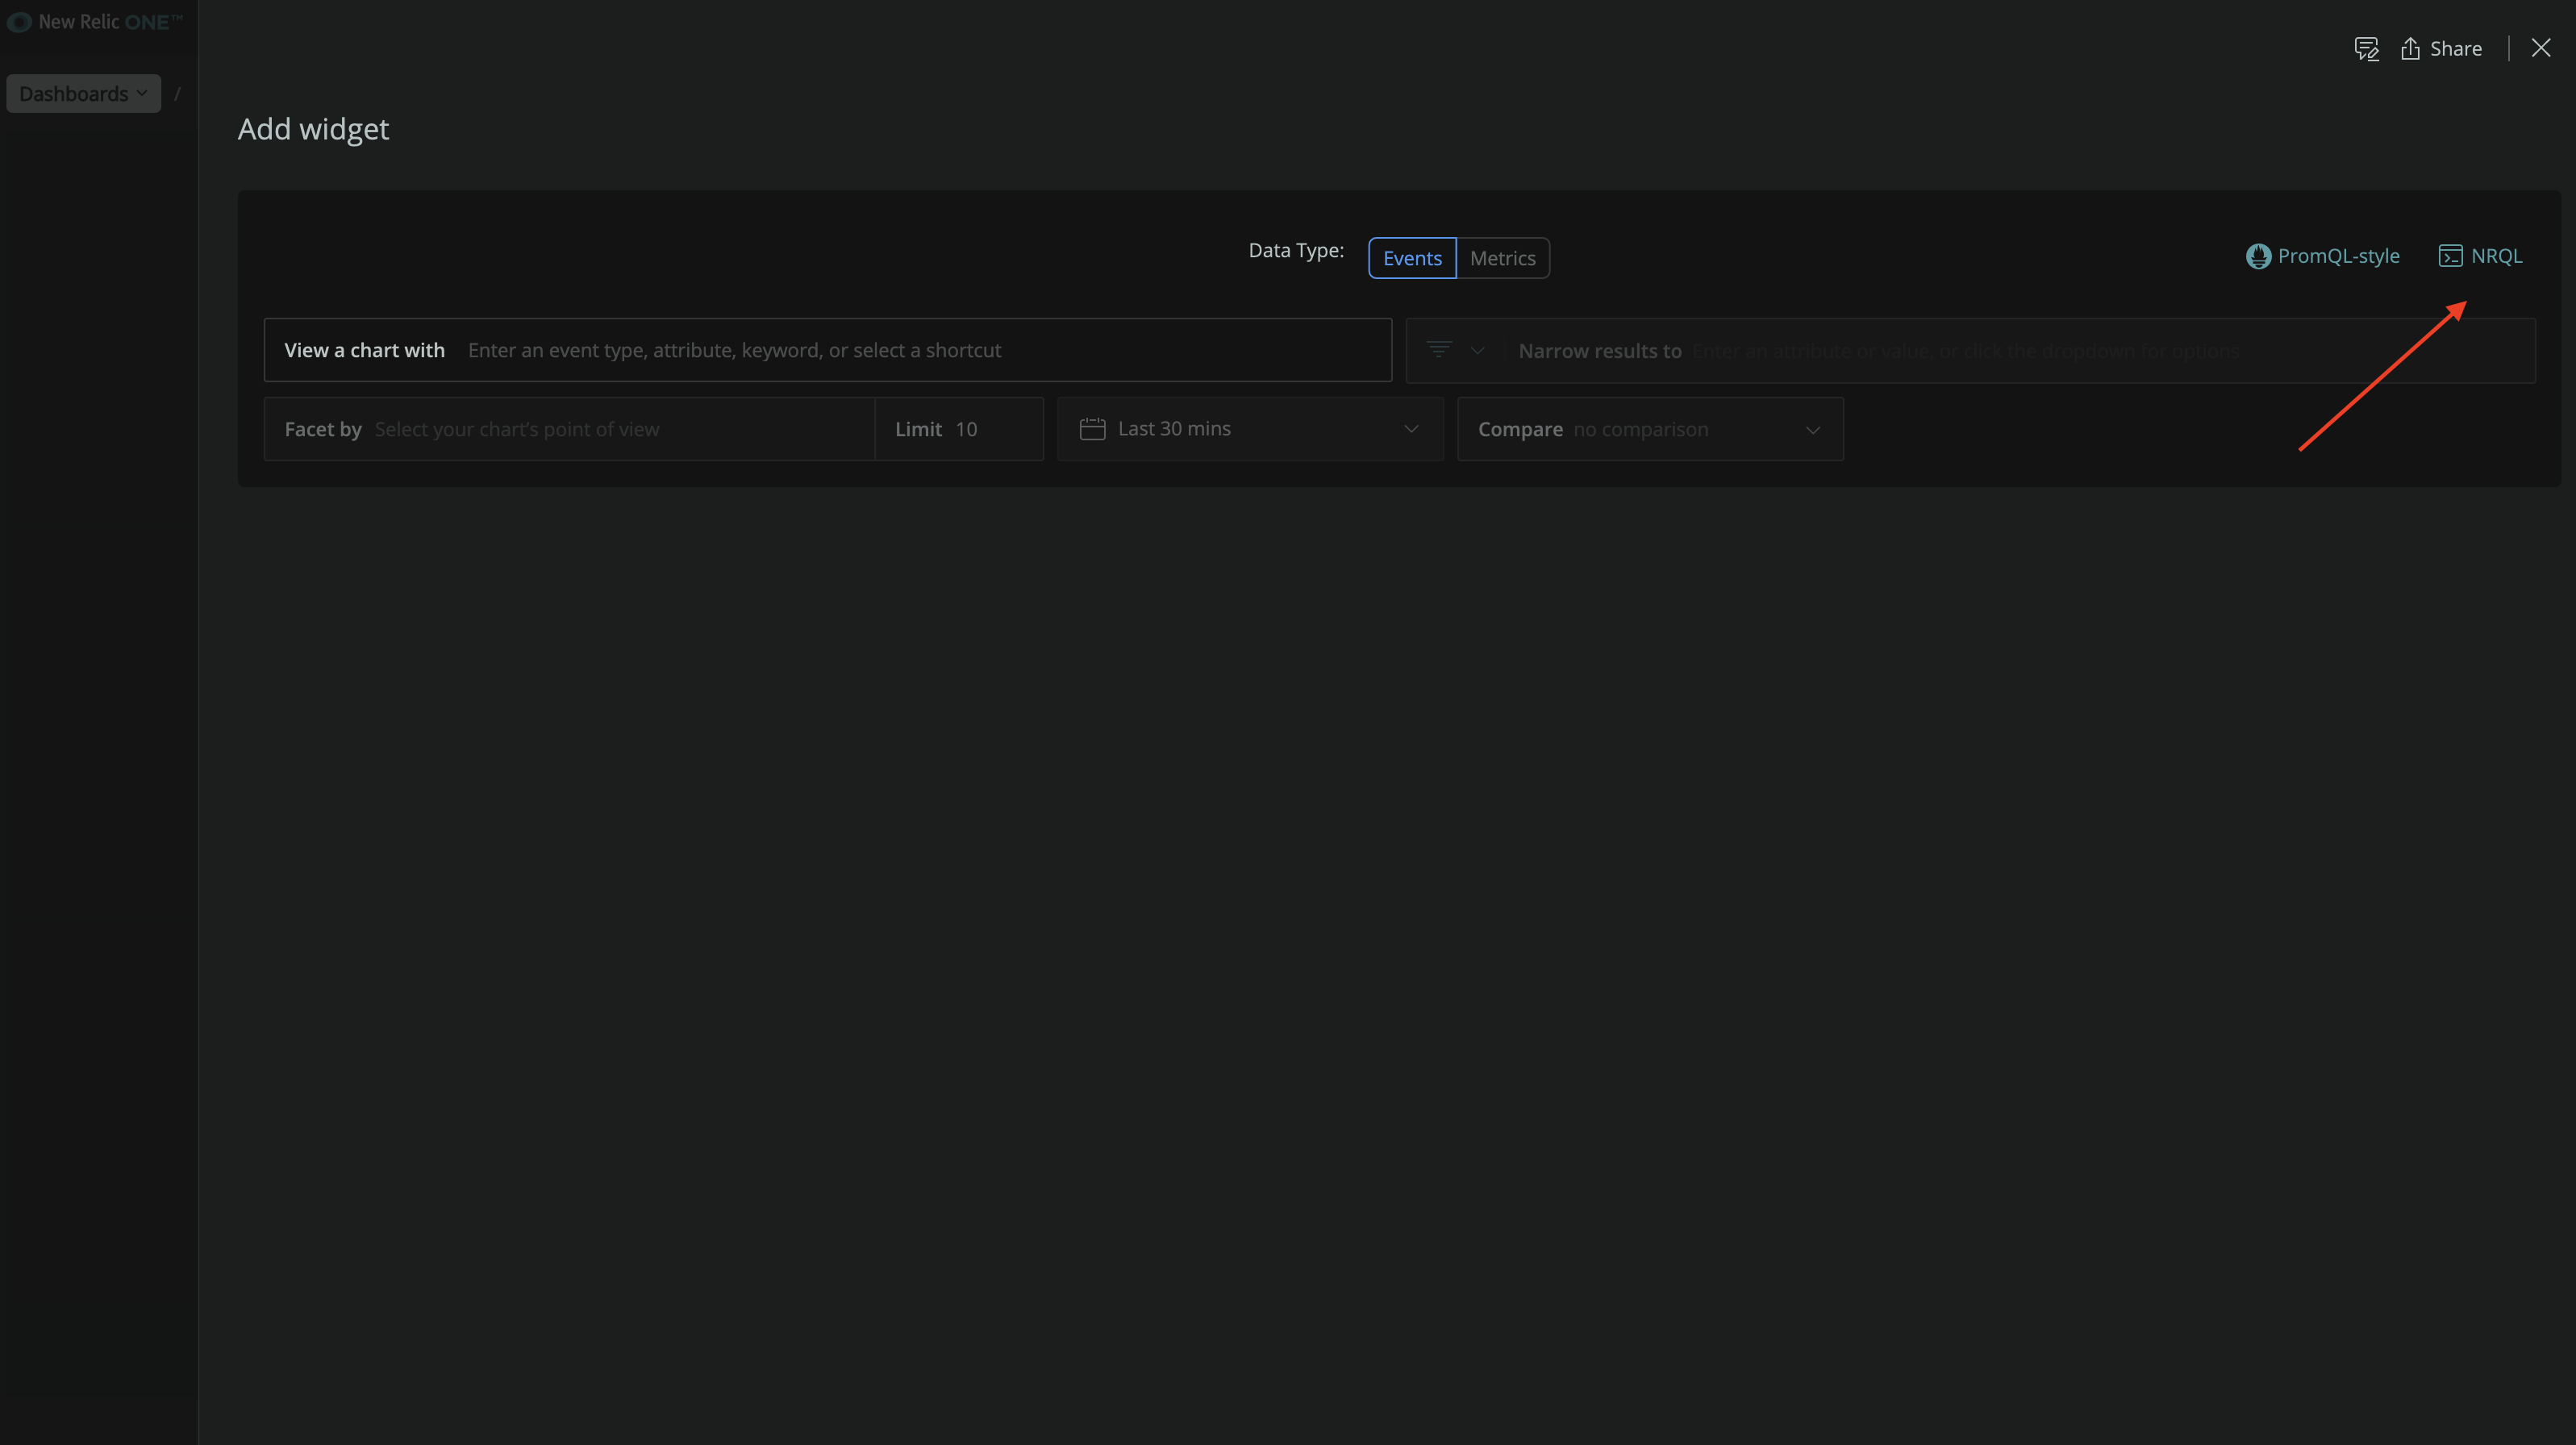 New Relic ONE™
Share
Dashboards /
Add widget
Data Type: Events Metrics
PromQL-style NRQL
View a chart with Enter an event type, attribute, keyword, or select a shortcut
Narrow results to Enter an attribute or value, or click the dropdown for options
Facet by Select your chart's point of view Limit 10
Last 30 mins
Compare no comparison